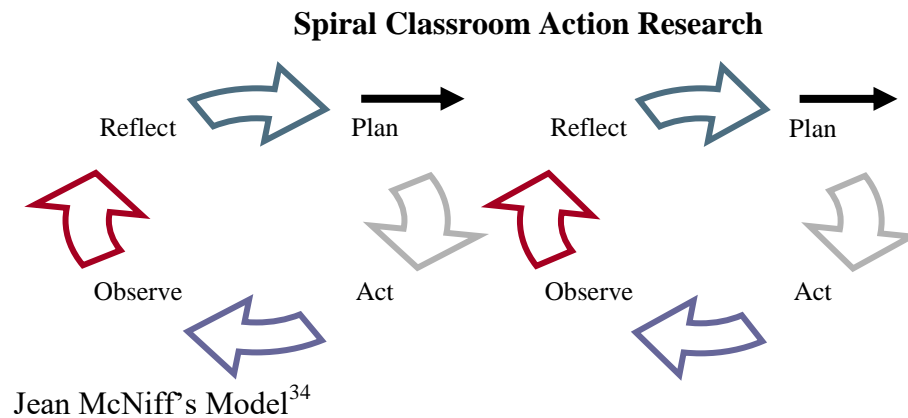 Spiral Classroom Action Research
Reflect Plan Reflect Plan
Observe Act Observe Act
Jean McNiff's Model34